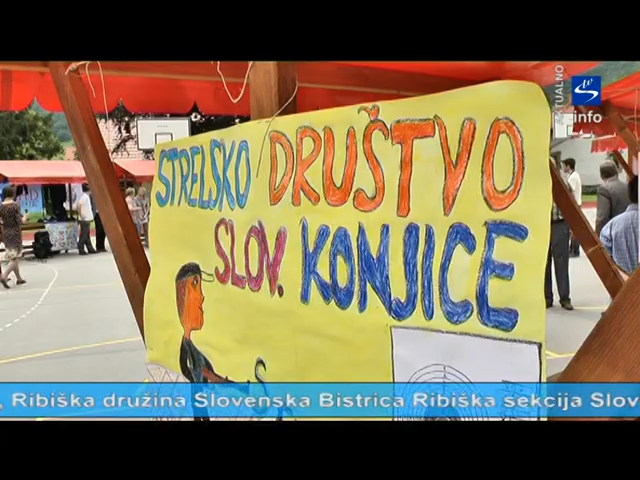 AKTUALNO
info
STRELSKO DRUŠTVO
SLOV. KONJICE
, Ribiška družina Slovenska Bistrica Ribiška sekcija Slov